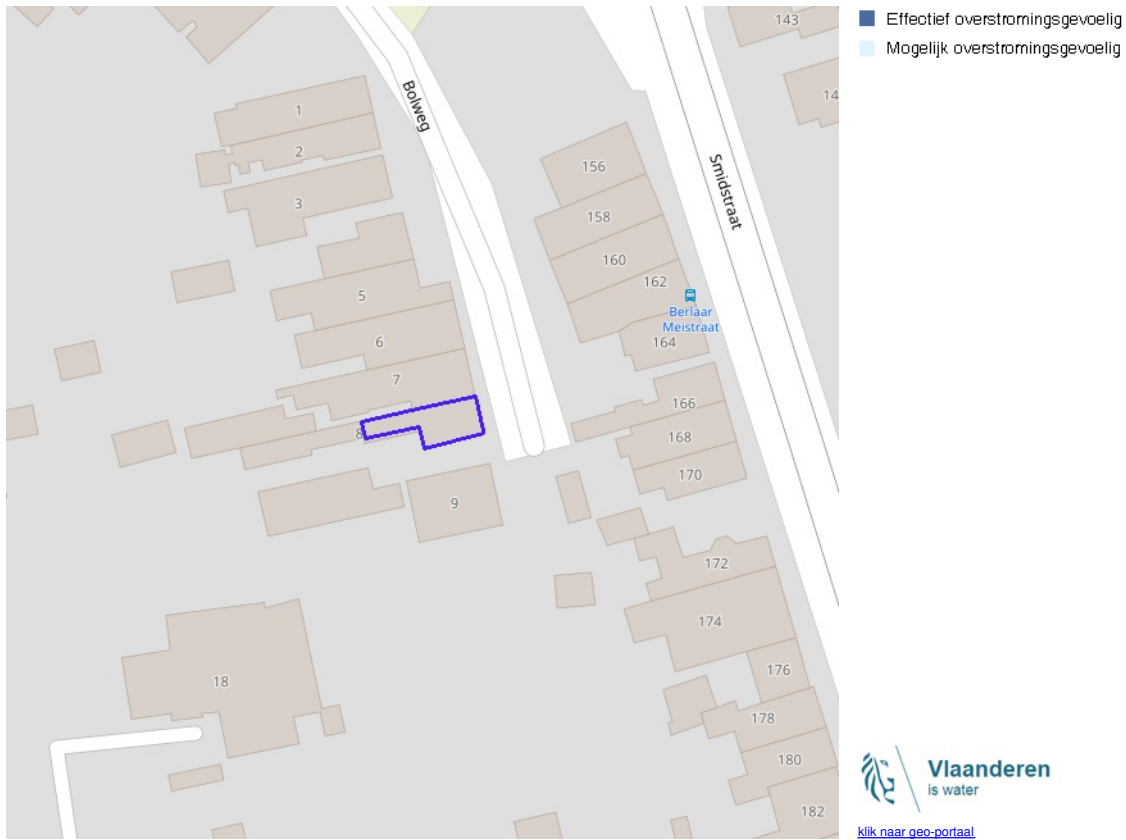 Effectief overstromingsgevoelig
Mogelijk overstromingsgevoelig
143
14
Bolweg
1
2
3
156
158
160
162
Smidstraat
Berlaar
Meistraat
164
5
6
7
8
9
166
168
170
172
174
176
178
180
182
18
Vlaanderen
is water
klik naar geo-portaal